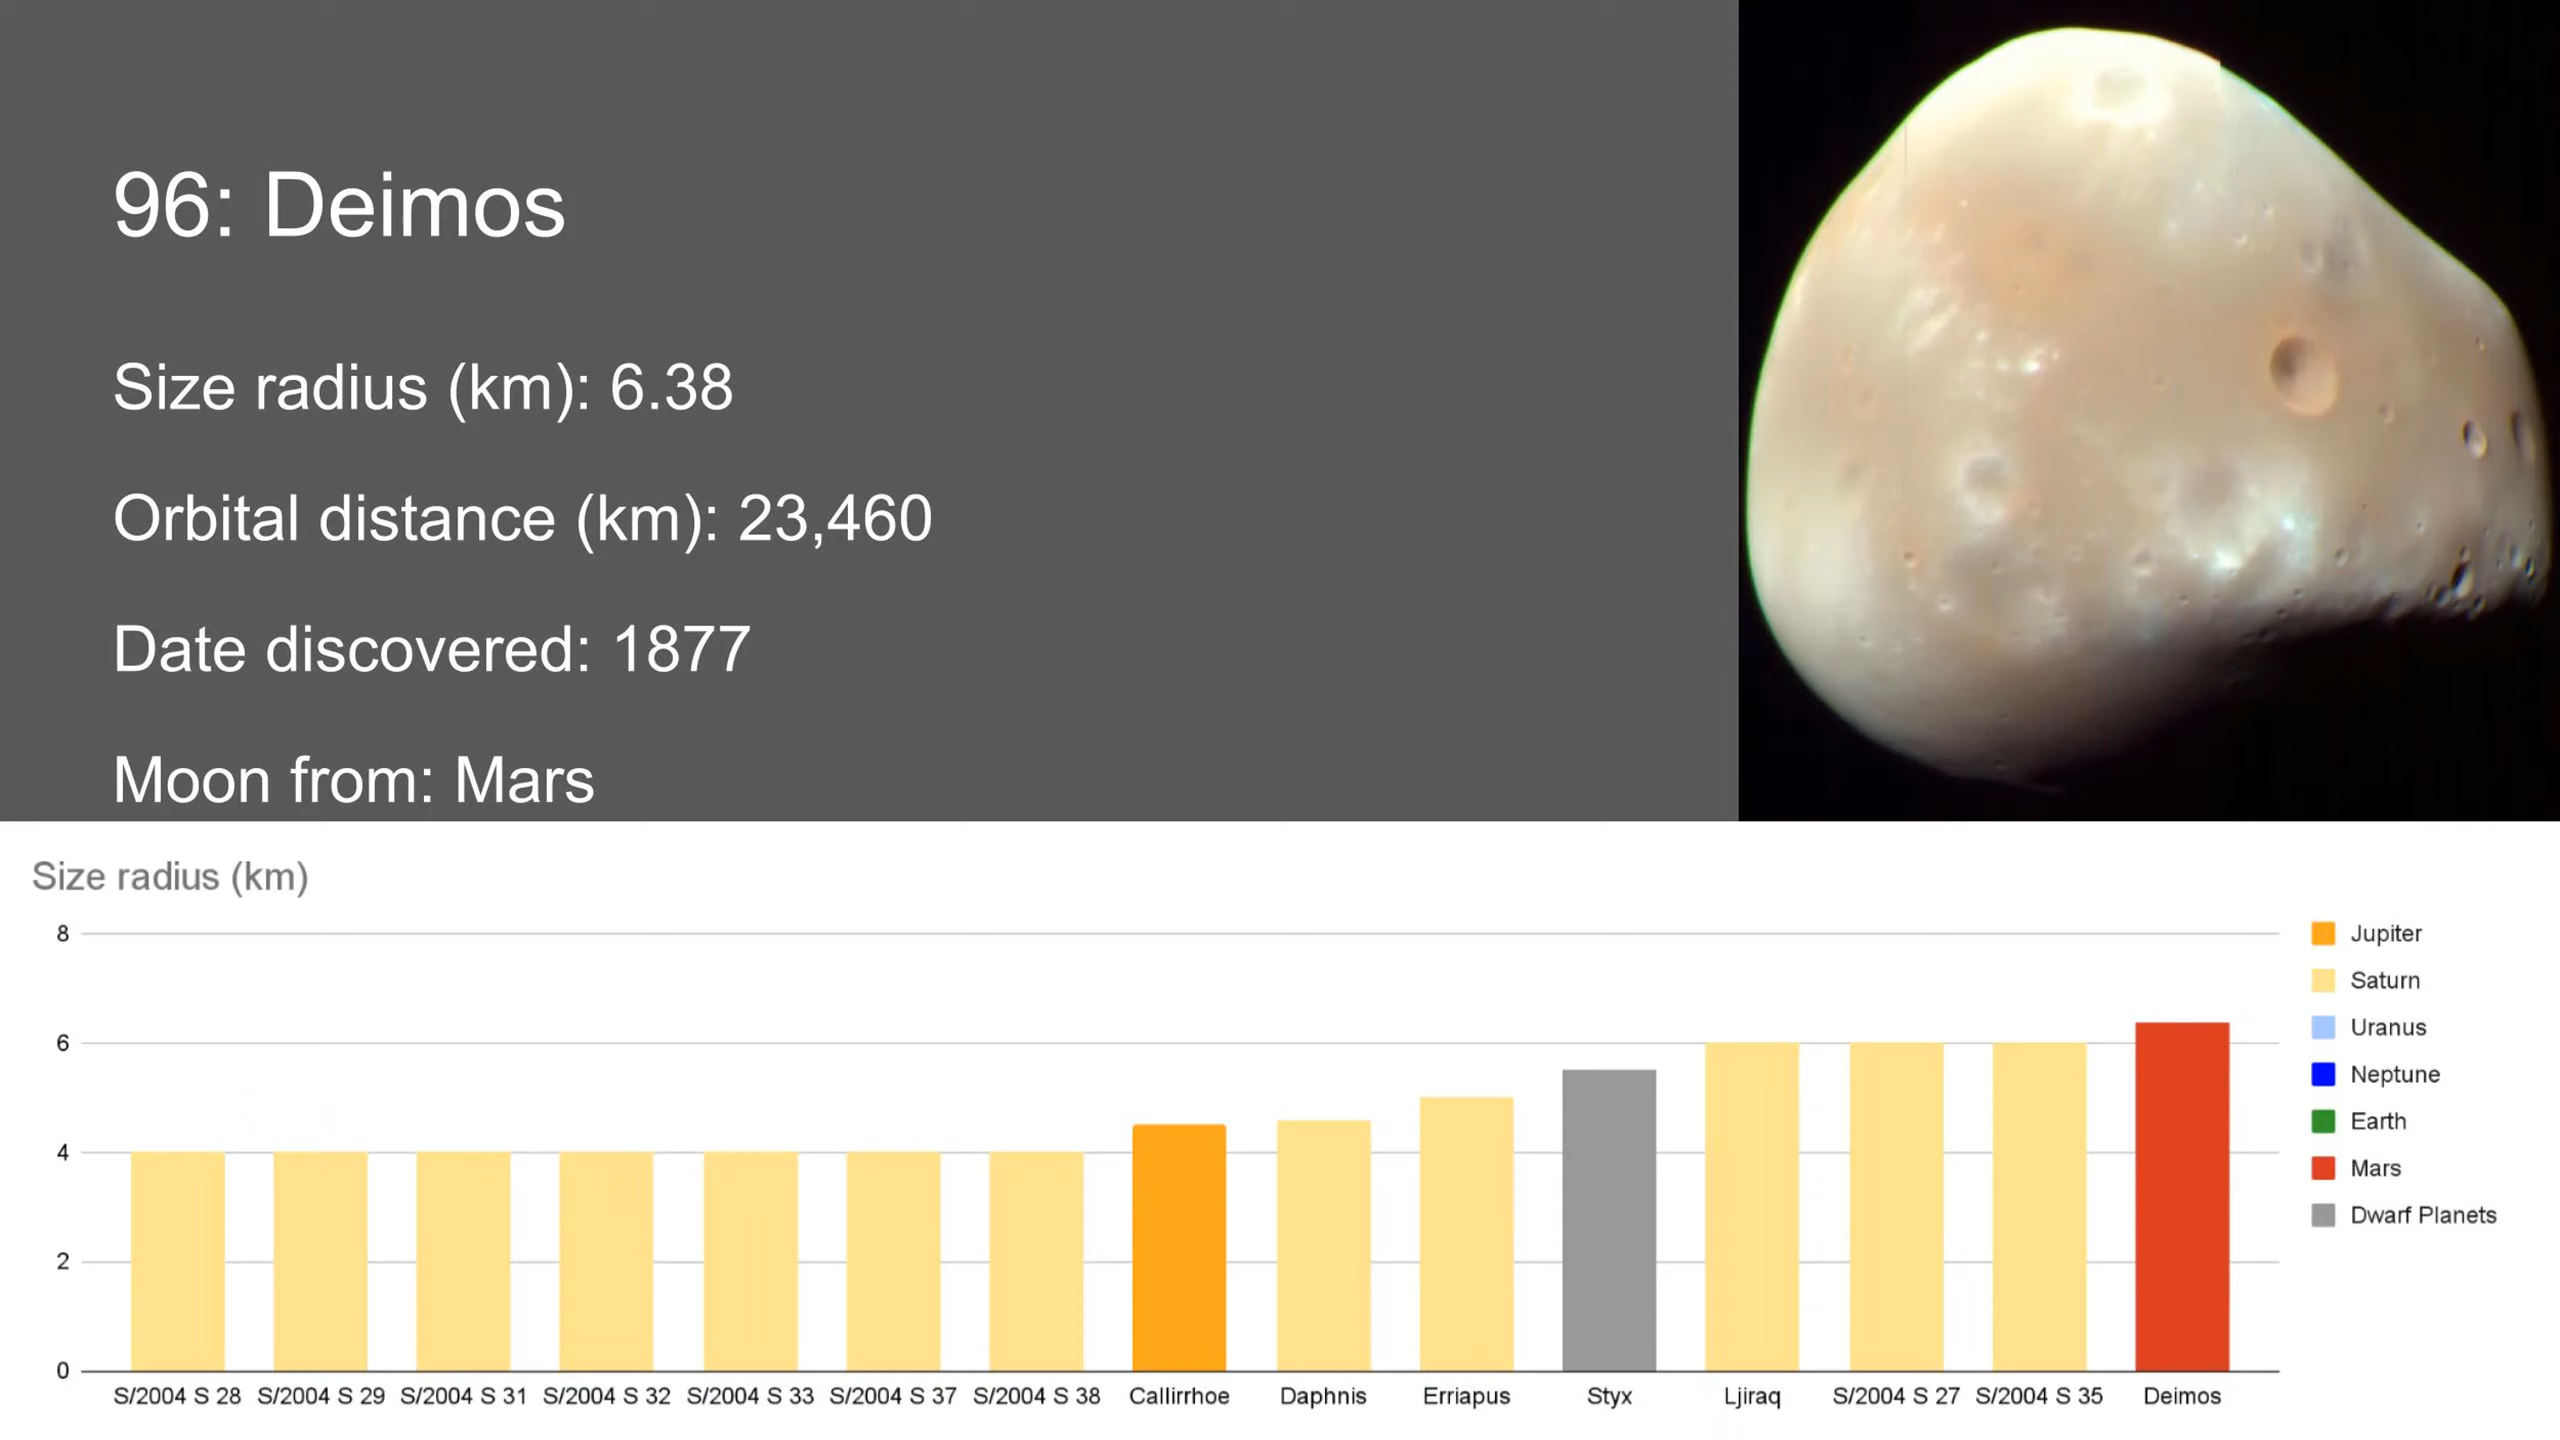 96: Deimos
Size radius (km): 6.38
Orbital distance (km): 23,460
Date discovered: 1877
Moon from: Mars
Size radius (km)
8
6
4
2
0
S/2004 S 28 S/2004 S 29 S/2004 S 31 S/2004 S 32 S/2004 S 33 S/2004 S 37 S/2004 S 38 Callirrhoe Daphnis Erriapus Styx Ljiraq S/2004 S 27 S/2004 S 35 Deimos
Jupiter
Saturn
Uranus
Neptune
Earth
Mars
Dwarf Planets